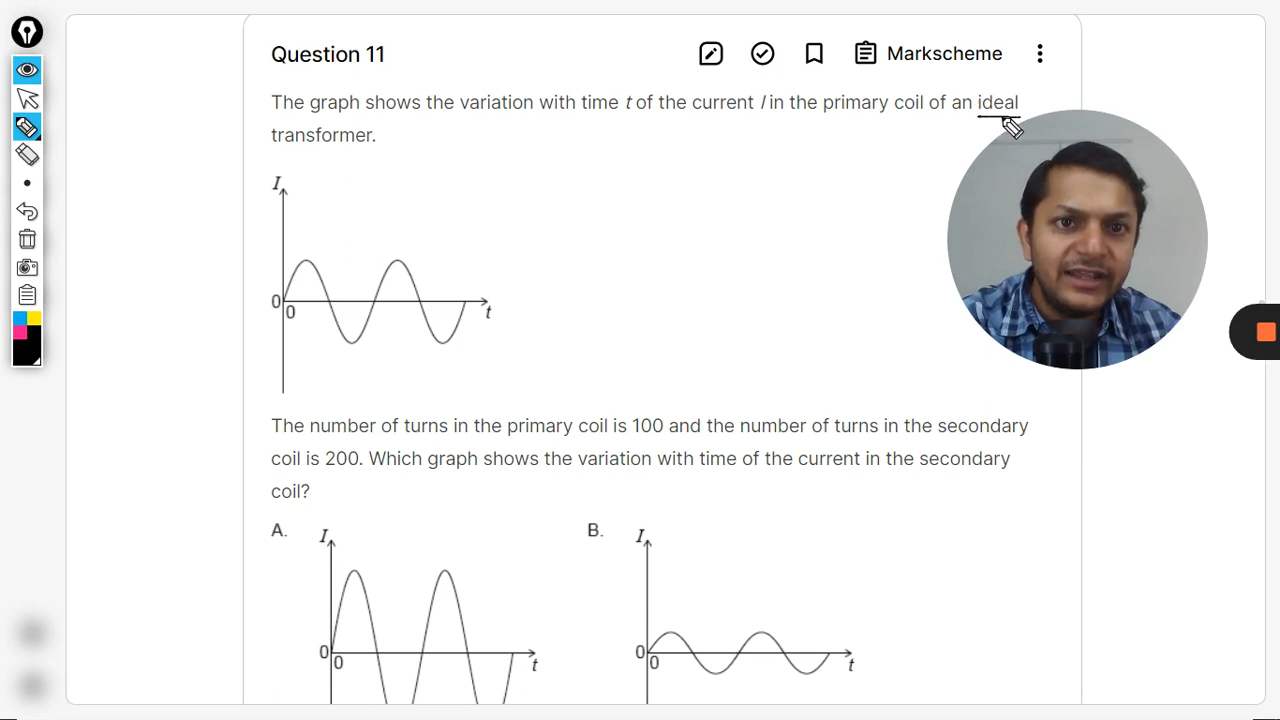 Question 11
Markscheme
The graph shows the variation with time t of the current I in the primary coil of an ideal
transformer.
I
0
0
t
The number of turns in the primary coil is 100 and the number of turns in the secondary
coil is 200. Which graph shows the variation with time of the current in the secondary
coil?
A.
I
0
0
t
B.
I
0
0
t